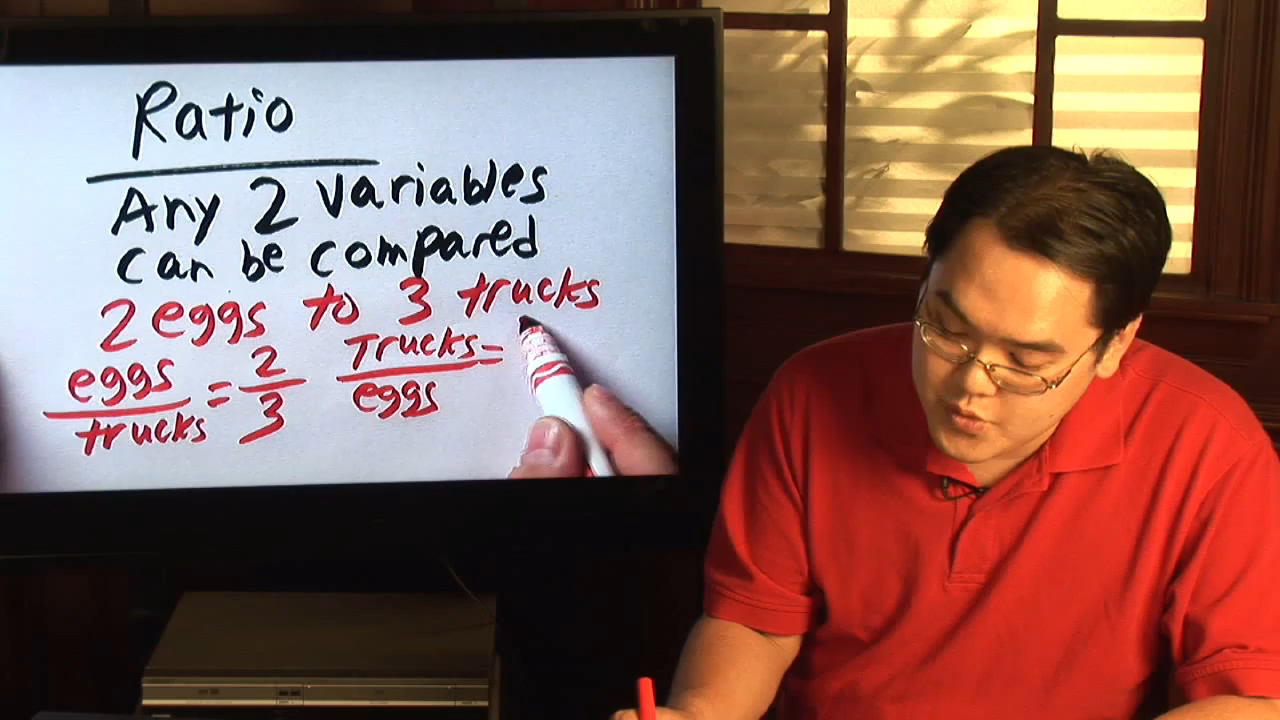 Ratio
Any 2 variables
can be compared
2 eggs to 3 trucks
eggs/trucks = 2/3 Trucks/eggs =